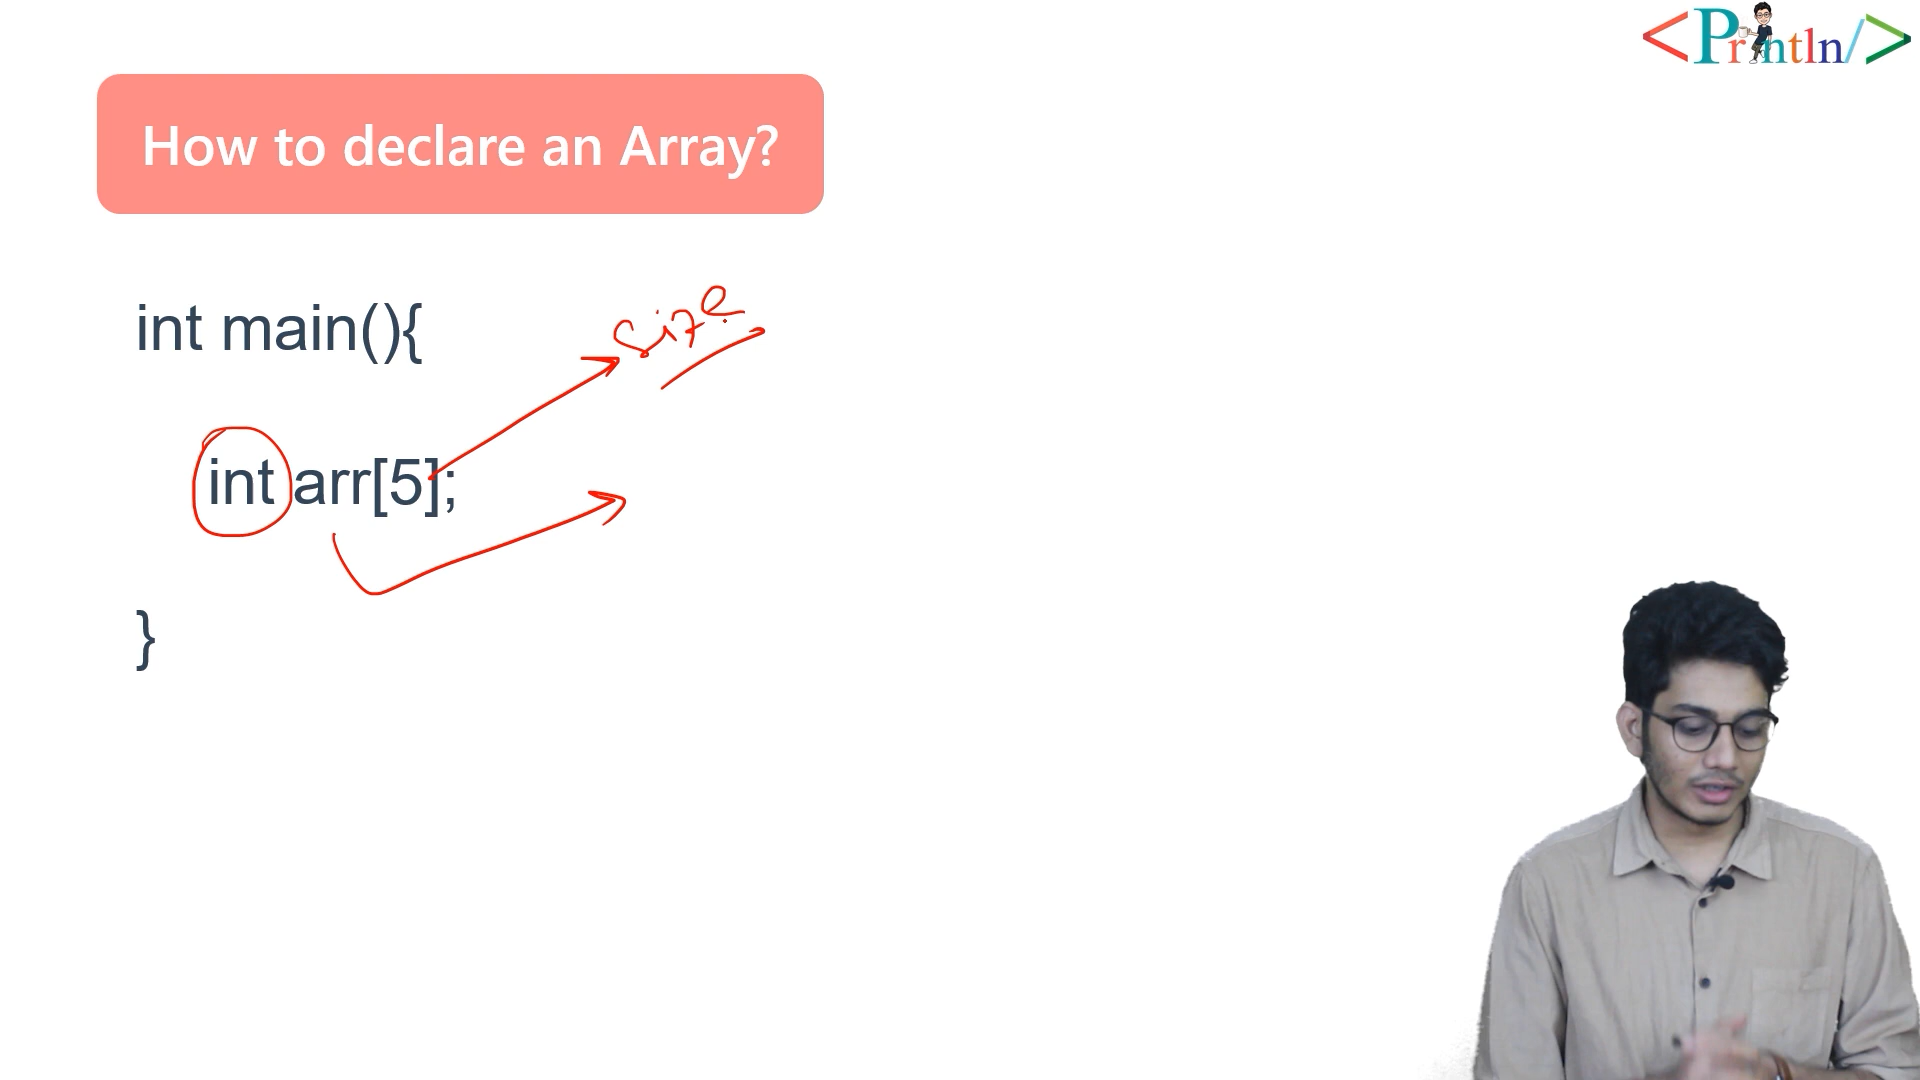 <Println/>
How to declare an Array?
int main(){
size
int arr[5];
}